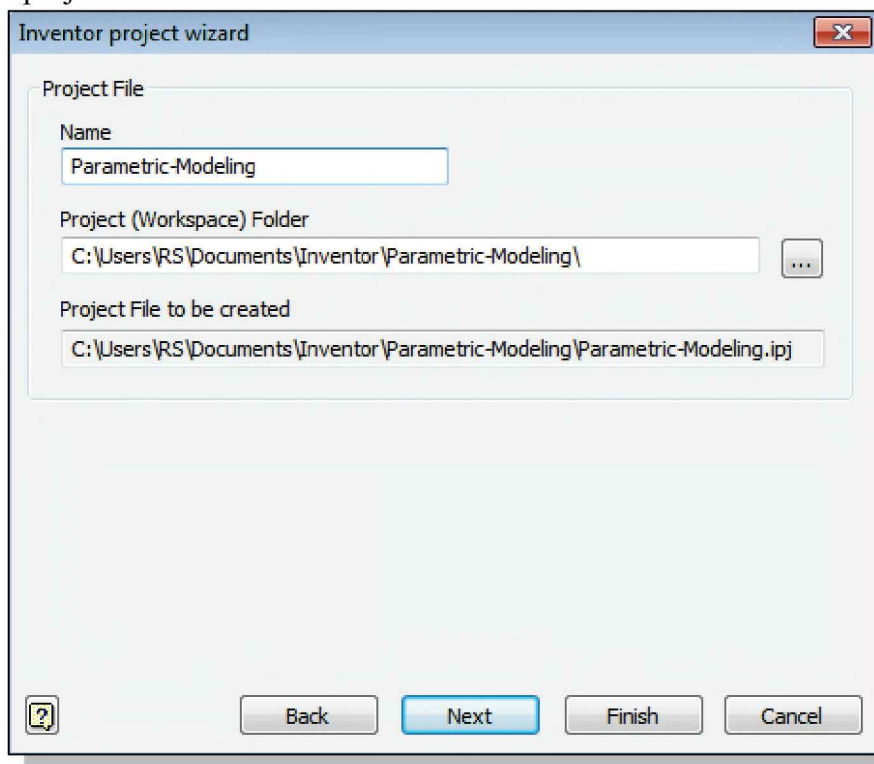 Inventor project wizard
Project File
Name
Parametric-Modeling
Project (Workspace) Folder
C:\Users\RS\Documents\Inventor\Parametric-Modeling\
...
Project File to be created
C:\Users\RS\Documents\Inventor\Parametric-Modeling\Parametric-Modeling.ipj
? Back Next Finish Cancel